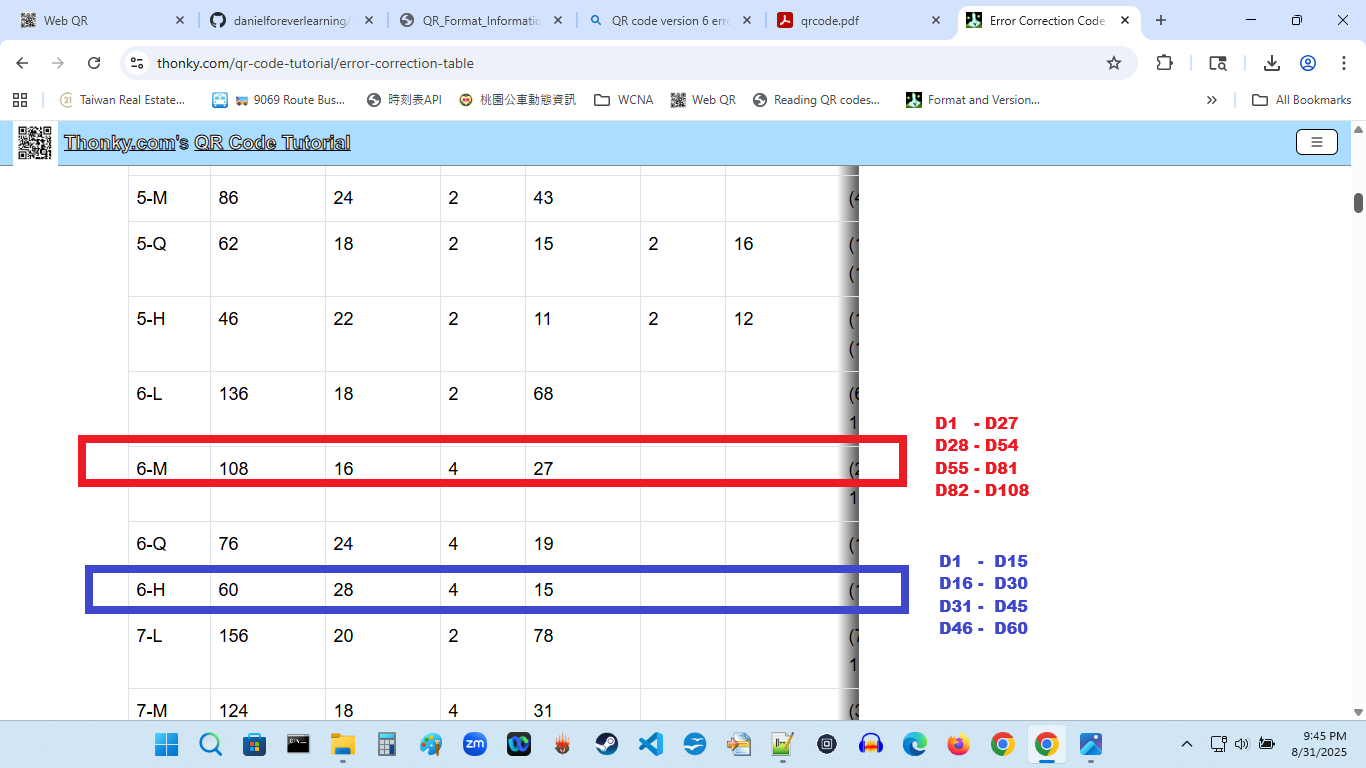 Web QR
danielforeverlearning/
QR_Format_Informatio
QR code version 6 erro
qrcode.pdf
Error Correction Code
thonky.com/qr-code-tutorial/error-correction-table
Taiwan Real Estate...
9069 Route Bus...
時刻表API
桃園公車動態資訊
WCNA
Web QR
Reading QR codes...
Format and Version...
All Bookmarks
Thonky.com's QR Code Tutorial
5-M 86 24 2 43 (4
5-Q 62 18 2 15 2 16 (1
(1
5-H 46 22 2 11 2 12 (1
(1
6-L 136 18 2 68 (6
1
6-M 108 16 4 27 (2
1
6-Q 76 24 4 19 (1
6-H 60 28 4 15 (1
7-L 156 20 2 78 (7
1
7-M 124 18 4 31 (3
D1 - D27
D28 - D54
D55 - D81
D82 - D108
D1 - D15
D16 - D30
D31 - D45
D46 - D60
zm
9:45 PM
8/31/2025